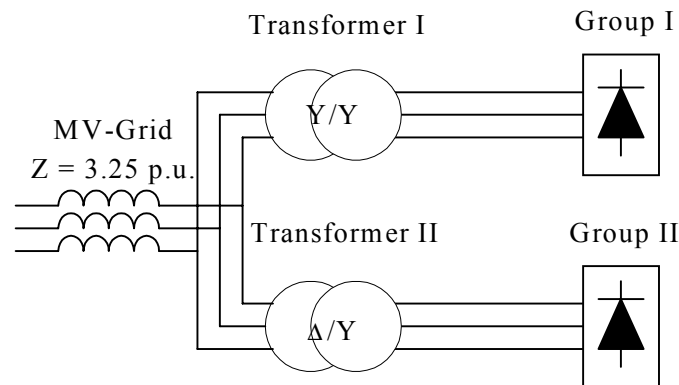 Transformer I
Group I
Y/Y
MV-Grid
Z = 3.25 p.u.
Transformer II
Group II
Δ/Y